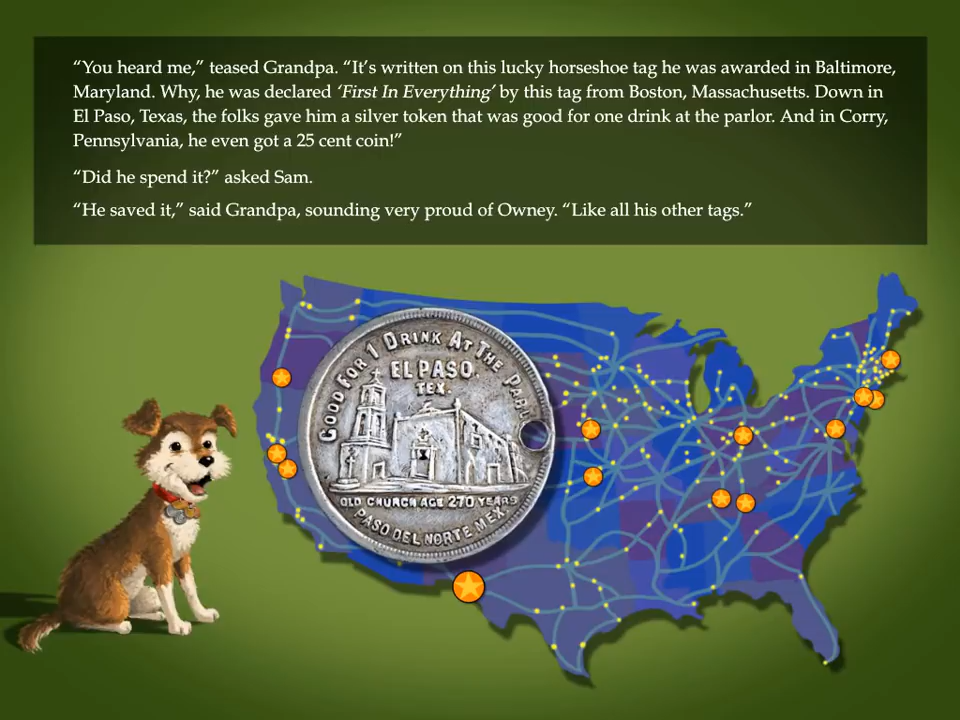 “You heard me,” teased Grandpa. “It’s written on this lucky horseshoe tag he was awarded in Baltimore,
Maryland. Why, he was declared ‘First In Everything’ by this tag from Boston, Massachusetts. Down in
El Paso, Texas, the folks gave him a silver token that was good for one drink at the parlor. And in Corry,
Pennsylvania, he even got a 25 cent coin!”
“Did he spend it?” asked Sam.
“He saved it,” said Grandpa, sounding very proud of Owney. “Like all his other tags.”
GOOD FOR 1 DRINK AT THE
EL PASO.
TEX.
OLD CHURCH AGE 270 YEARS
PASO DEL NORTE MEX.